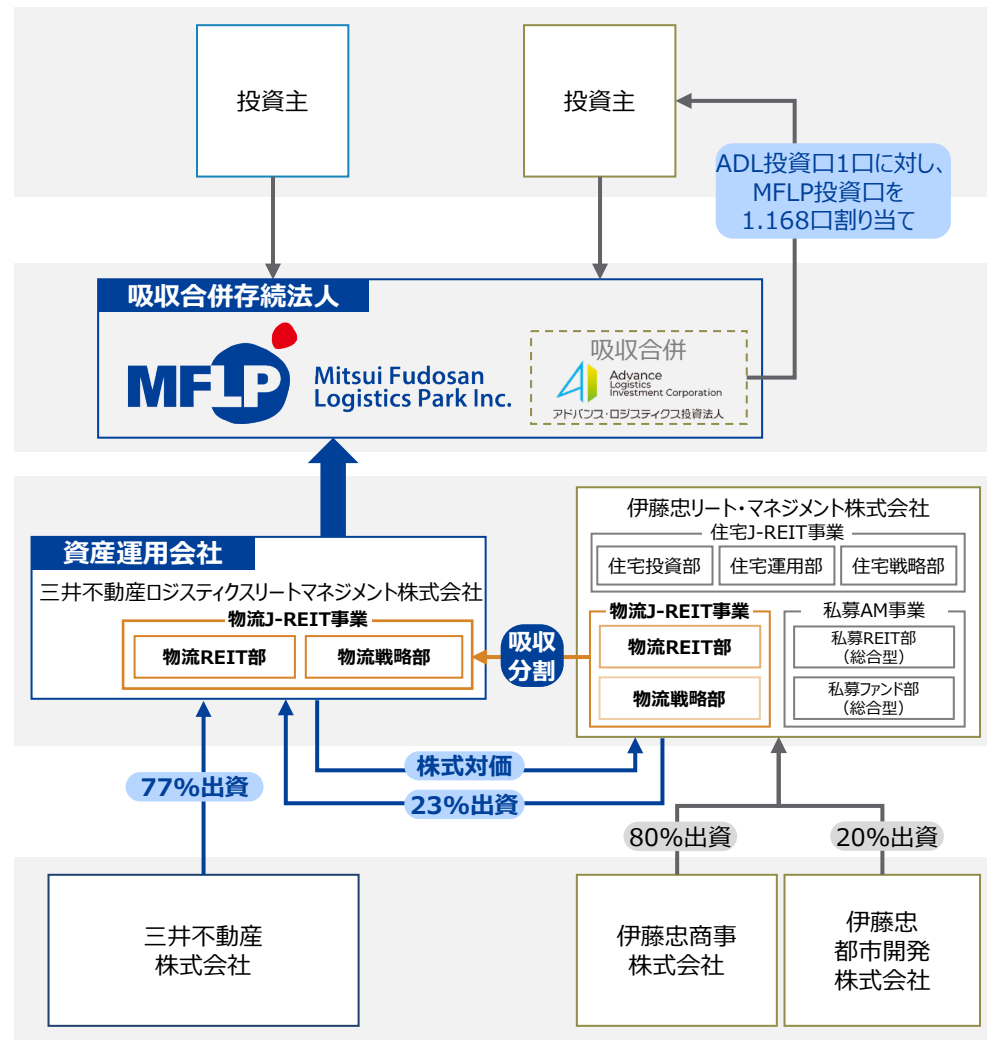 投資主
投資主
ADL投資口1口に対し、
MFLP投資口を
1.168口割り当て
吸収合併存続法人
MFLP
Mitsui Fudosan
Logistics Park Inc.
吸収合併
Advance
Logistics
Investment Corporation
アドバンス・ロジスティクス投資法人
資産運用会社
三井不動産ロジスティクスリートマネジメント株式会社
物流J-REIT事業
物流REIT部
物流戦略部
吸収
分割
伊藤忠リート・マネジメント株式会社
住宅J-REIT事業
住宅投資部
住宅運用部
住宅戦略部
物流J-REIT事業
物流REIT部
物流戦略部
私募AM事業
私募REIT部
（総合型）
私募ファンド部
（総合型）
株式対価
77%出資
23%出資
80%出資
20%出資
三井不動産
株式会社
伊藤忠商事
株式会社
伊藤忠
都市開発
株式会社